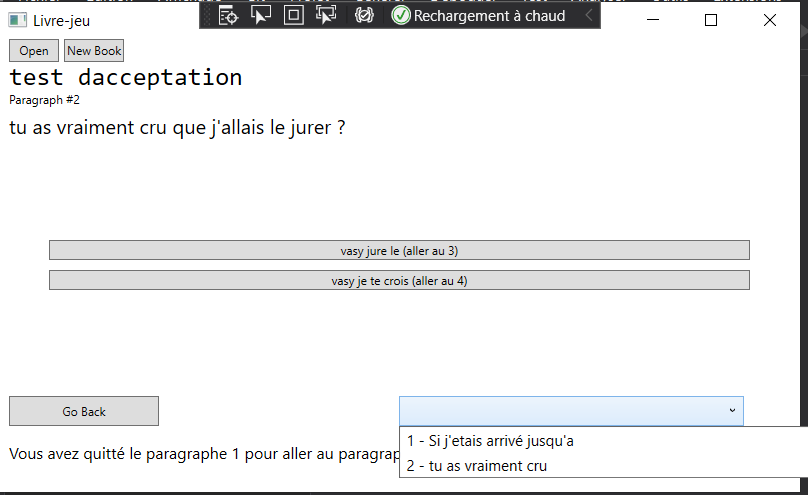 Livre-jeu
Rechargement à chaud
Open
New Book
test dacceptation
Paragraph #2
tu as vraiment cru que j'allais le jurer ?
vasy jure le (aller au 3)
vasy je te crois (aller au 4)
Go Back
1 - Si j'etais arrivé jusqu'a
Vous avez quitté le paragraphe 1 pour aller au
2 - tu as vraiment cru